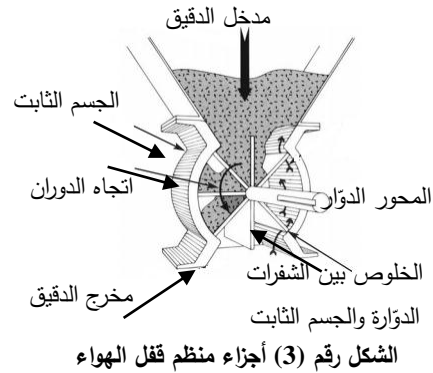 مدخل الدقيق
الجسم الثابت
اتجاه الدوران
المحور الدوّار
الخلوص بين الشفرات
الدوّارة والجسم الثابت
مخرج الدقيق
الشكل رقم (3) أجزاء منظم قفل الهواء